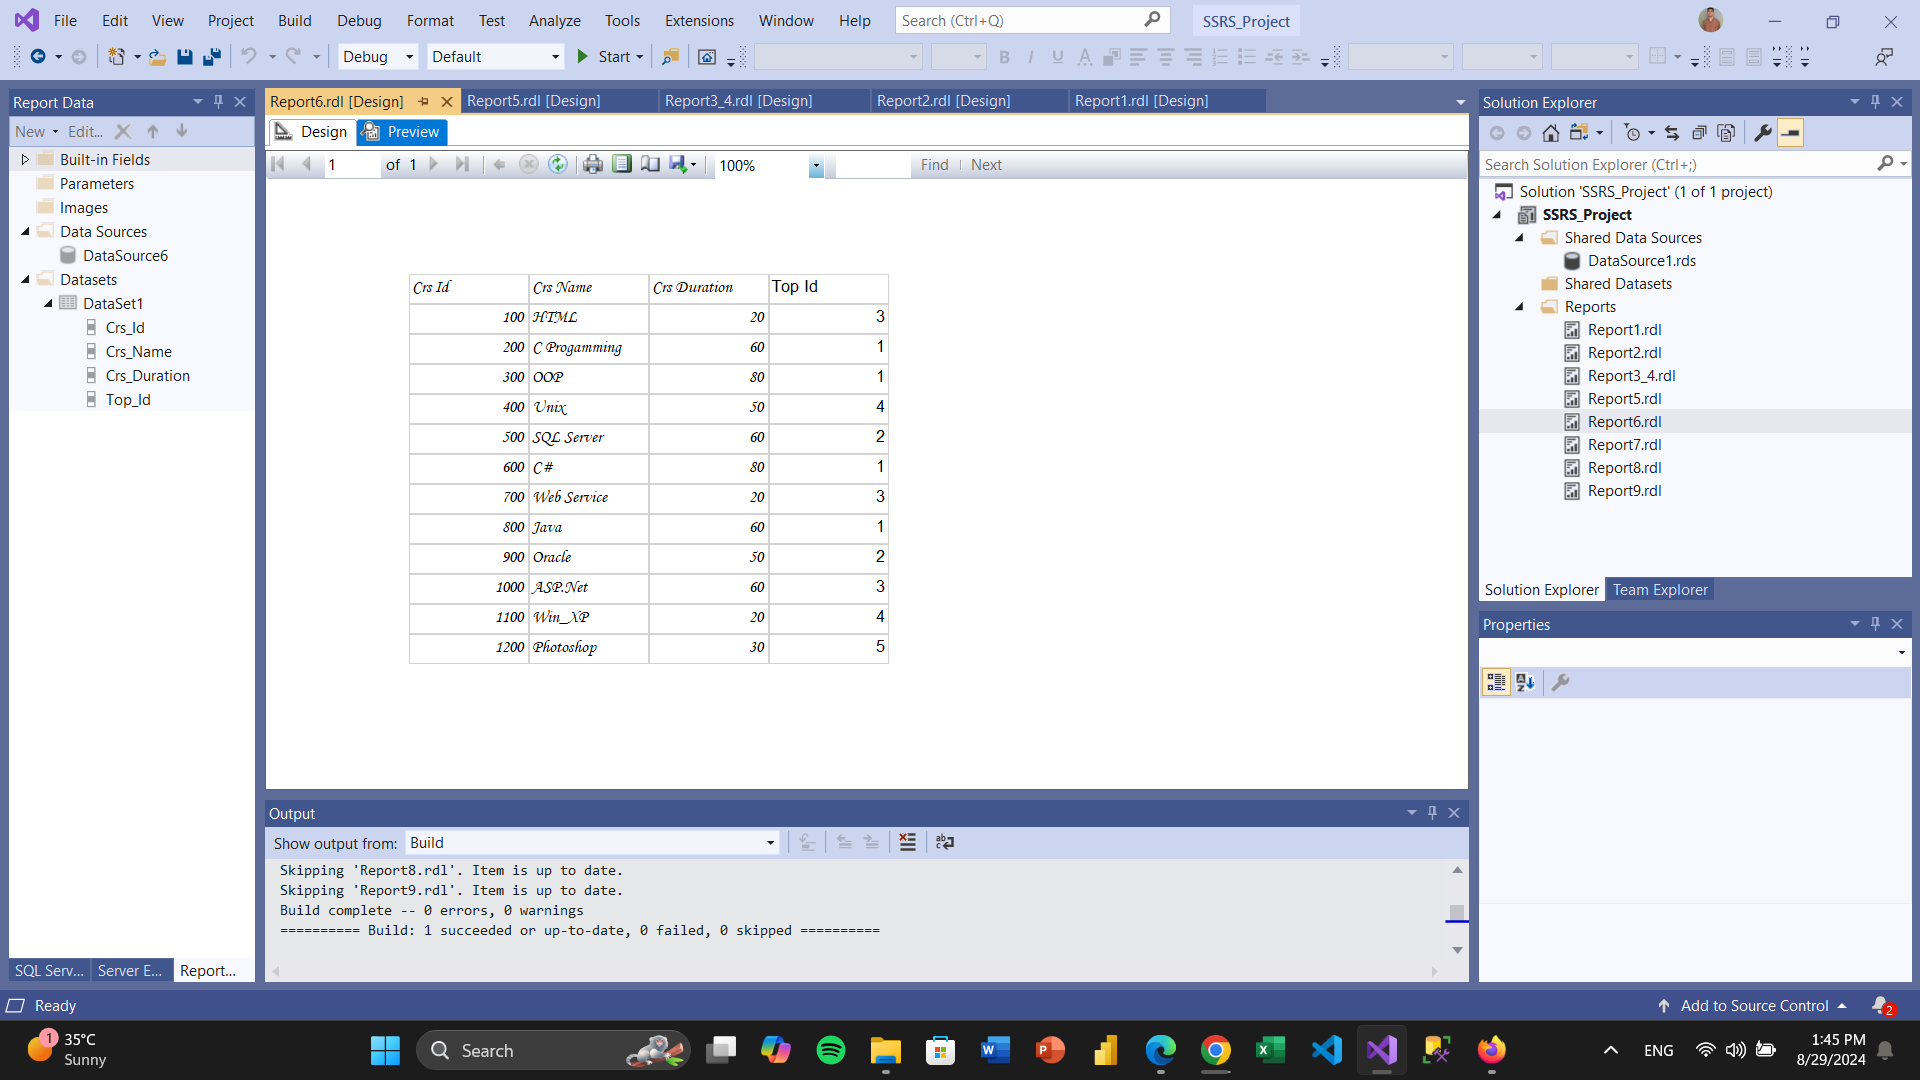 File Edit View Project Build Debug Format Test Analyze Tools Extensions Window Help Search (Ctrl+Q) SSRS_Project
Debug Default Start
Report Data
New Edit...
Built-in Fields
Parameters
Images
Data Sources
DataSource6
Datasets
DataSet1
Crs_Id
Crs_Name
Crs_Duration
Top_Id
SQL Serv... Server E... Report...
Report6.rdl [Design] Report5.rdl [Design] Report3_4.rdl [Design] Report2.rdl [Design] Report1.rdl [Design]
Design Preview
1 of 1 100% Find Next
Crs Id Crs Name Crs Duration Top Id
100 HTML 20 3
200 C Progamming 60 1
300 OOP 80 1
400 Unix 50 4
500 SQL Server 60 2
600 C# 80 1
700 Web Service 20 3
800 Java 60 1
900 Oracle 50 2
1000 ASP.Net 60 3
1100 Win_XP 20 4
1200 Photoshop 30 5
Output
Show output from: Build
Skipping 'Report8.rdl'. Item is up to date.
Skipping 'Report9.rdl'. Item is up to date.
Build complete -- 0 errors, 0 warnings
========== Build: 1 succeeded or up-to-date, 0 failed, 0 skipped ==========
Solution Explorer
Search Solution Explorer (Ctrl+;)
Solution 'SSRS_Project' (1 of 1 project)
SSRS_Project
Shared Data Sources
DataSource1.rds
Shared Datasets
Reports
Report1.rdl
Report2.rdl
Report3_4.rdl
Report5.rdl
Report6.rdl
Report7.rdl
Report8.rdl
Report9.rdl
Solution Explorer Team Explorer
Properties
Ready Add to Source Control 2
1 35°C
Sunny
Search
ENG
1:45 PM
8/29/2024